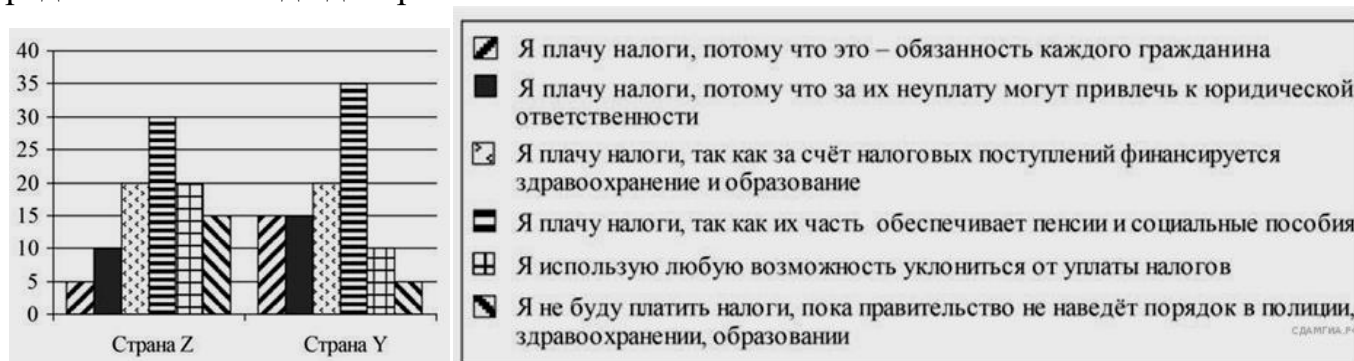 40
35
30
25
20
15
10
5
0
Страна Z
Страна Y
Я плачу налоги, потому что это – обязанность каждого гражданина
Я плачу налоги, потому что за их неуплату могут привлечь к юридической
ответственности
Я плачу налоги, так как за счёт налоговых поступлений финансируется
здравоохранение и образование
Я плачу налоги, так как их часть обеспечивает пенсии и социальные пособия
Я использую любую возможность уклониться от уплаты налогов
Я не буду платить налоги, пока правительство не наведёт порядок в полиции,
здравоохранении, образовании